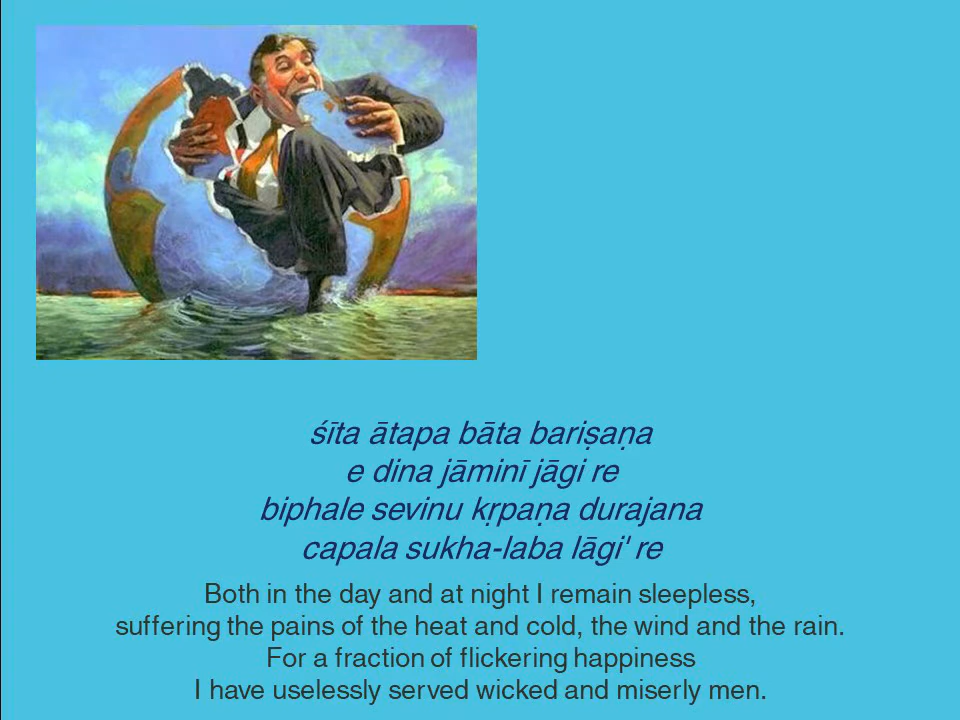 śīta ātapa bāta bariṣaṇa
e dina jāminī jāgi re
biphale sevinu kṛpaṇa durajana
capala sukha-laba lāgi' re
Both in the day and at night I remain sleepless,
suffering the pains of the heat and cold, the wind and the rain.
For a fraction of flickering happiness
I have uselessly served wicked and miserly men.